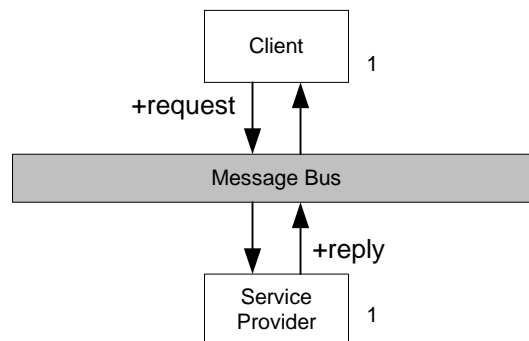 Client
1
+request
Message Bus
+reply
Service
Provider
1